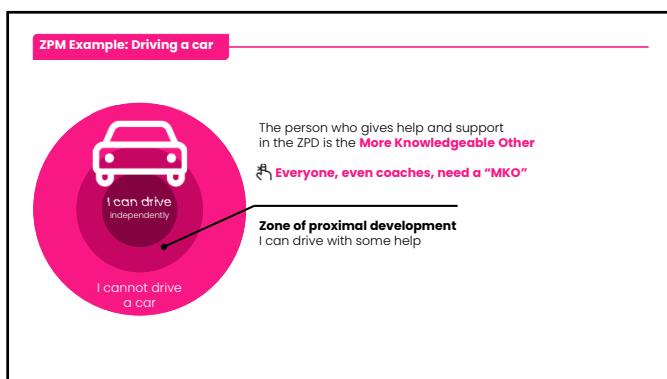 ZPM Example: Driving a car
The person who gives help and support
in the ZPD is the More Knowledgeable Other
Everyone, even coaches, need a “MKO”
I can drive
independently
Zone of proximal development
I can drive with some help
I cannot drive
a car